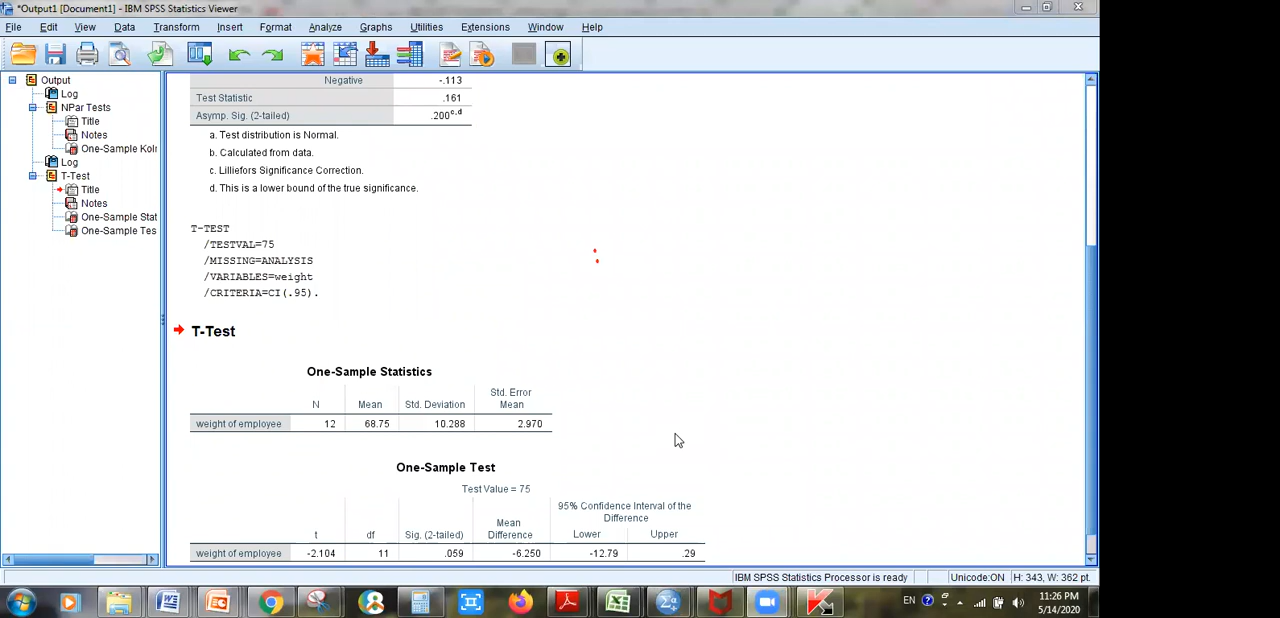 *Output1 [Document1] - IBM SPSS Statistics Viewer
File Edit View Data Transform Insert Format Analyze Graphs Utilities Extensions Window Help
Output
Log
NPar Tests
Title
Notes
One-Sample Kolr
Log
T-Test
Title
Notes
One-Sample Stat
One-Sample Tes
Negative -.113
Test Statistic .161
Asymp. Sig. (2-tailed) .200c,d
a. Test distribution is Normal.
b. Calculated from data.
c. Lilliefors Significance Correction.
d. This is a lower bound of the true significance.
T-TEST
/TESTVAL=75
/MISSING=ANALYSIS
/VARIABLES=weight
/CRITERIA=CI(.95).
T-Test
One-Sample Statistics
N Mean Std. Deviation Std. Error Mean
weight of employee 12 68.75 10.288 2.970
One-Sample Test
Test Value = 75
95% Confidence Interval of the Difference
t df Sig. (2-tailed) Mean Difference Lower Upper
weight of employee -2.104 11 .059 -6.250 -12.79 .29
IBM SPSS Statistics Processor is ready Unicode:ON H: 343, W: 362 pt.
EN 11:26 PM
5/14/2020